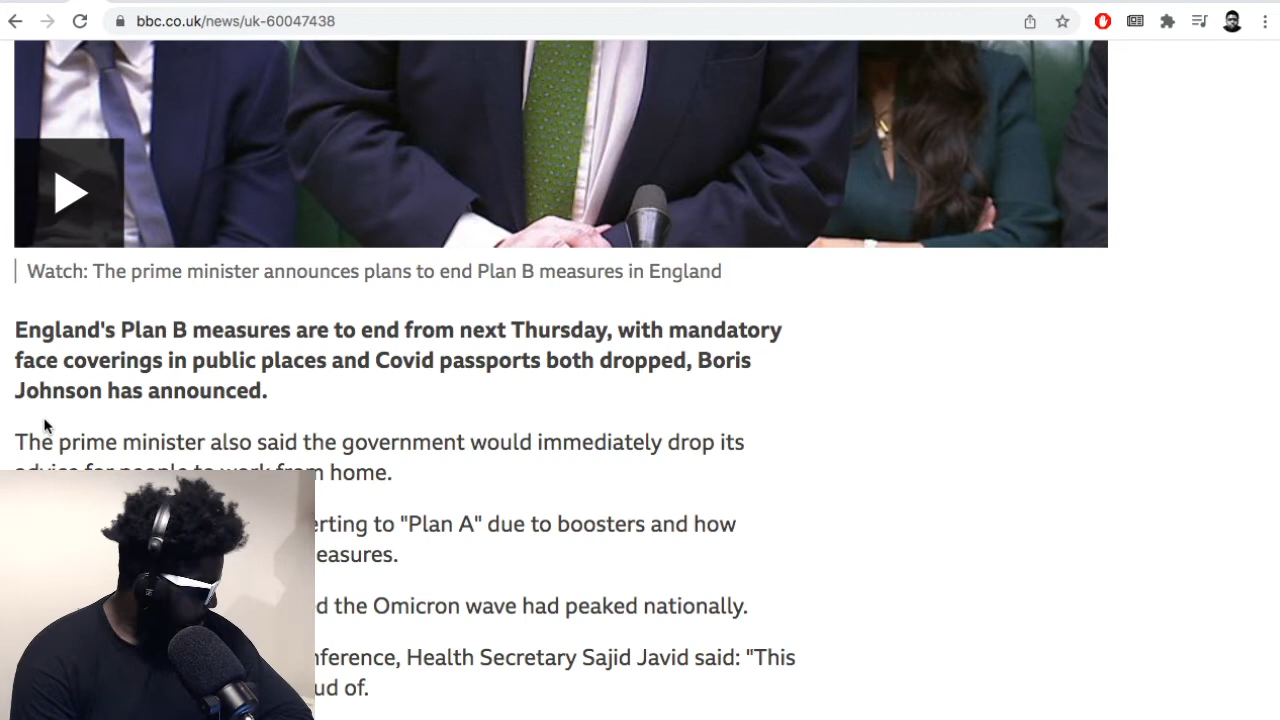 bbc.co.uk/news/uk-60047438
Watch: The prime minister announces plans to end Plan B measures in England
England's Plan B measures are to end from next Thursday, with mandatory
face coverings in public places and Covid passports both dropped, Boris
Johnson has announced.
The prime minister also said the government would immediately drop its
advice for people to work from home.
erting to "Plan A" due to boosters and how
easures.
d the Omicron wave had peaked nationally.
nference, Health Secretary Sajid Javid said: "This
ud of.